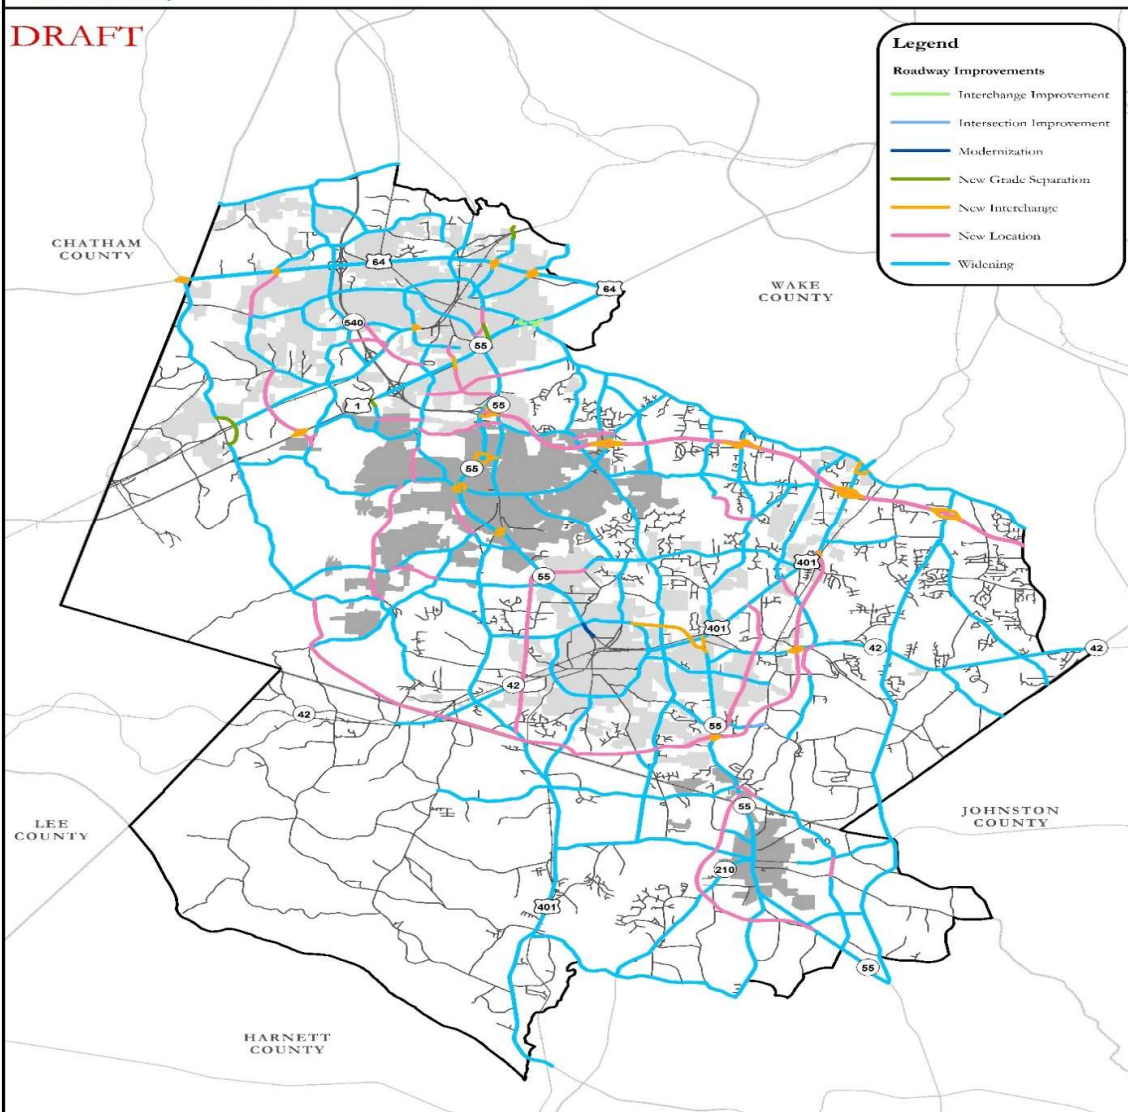 DRAFT
Legend
Roadway Improvements
Interchange Improvement
Intersection Improvement
Modernization
New Grade Separation
New Interchange
New Location
Widening
CHATHAM
COUNTY
WAKE
COUNTY
64
64
540
55
1
55
55
55
401
401
42
42
42
42
55
55
LEE
COUNTY
JOHNSTON
COUNTY
210
401
55
HARNETT
COUNTY